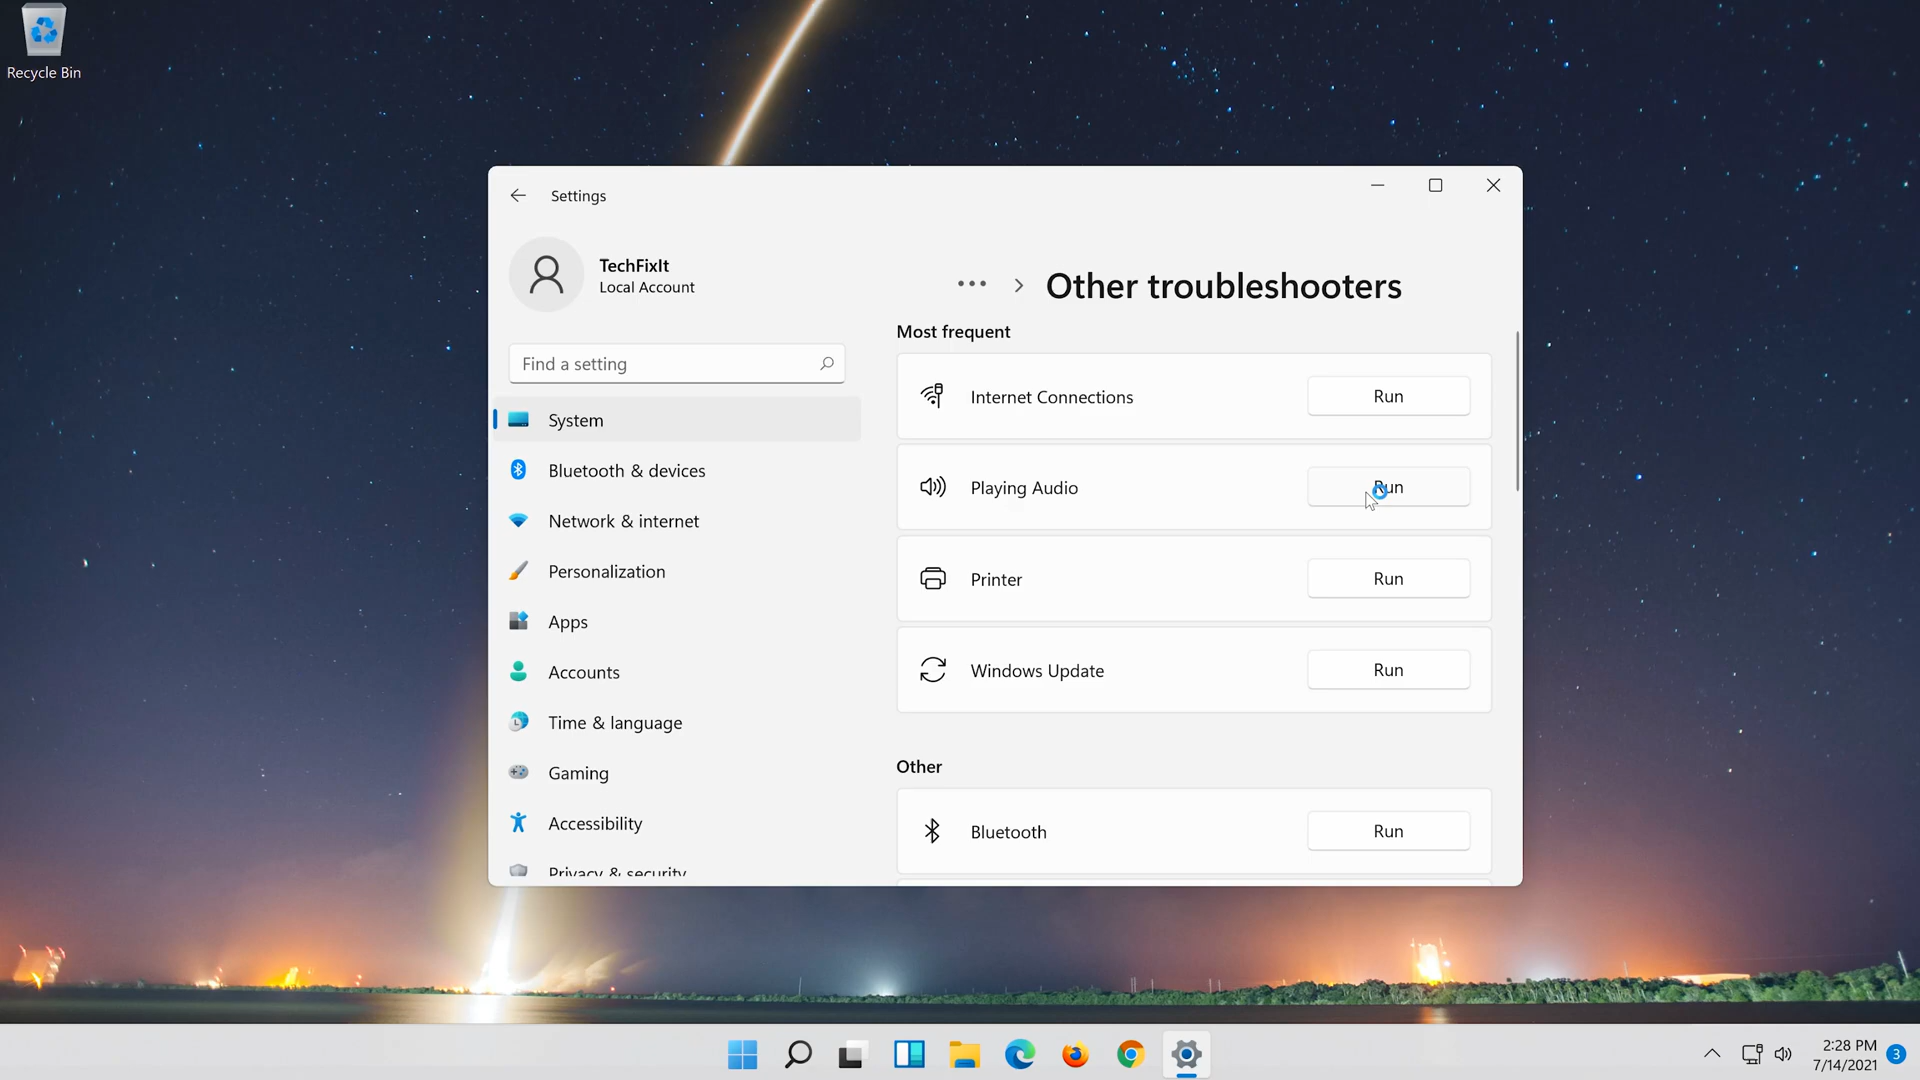 Recycle Bin
Settings
TechFixIt
Local Account
Find a setting
System
Bluetooth & devices
Network & internet
Personalization
Apps
Accounts
Time & language
Gaming
Accessibility
Privacy & security
Other troubleshooters
Most frequent
Internet Connections
Run
Playing Audio
Run
Printer
Run
Windows Update
Run
Other
Bluetooth
Run
2:28 PM
7/14/2021
3